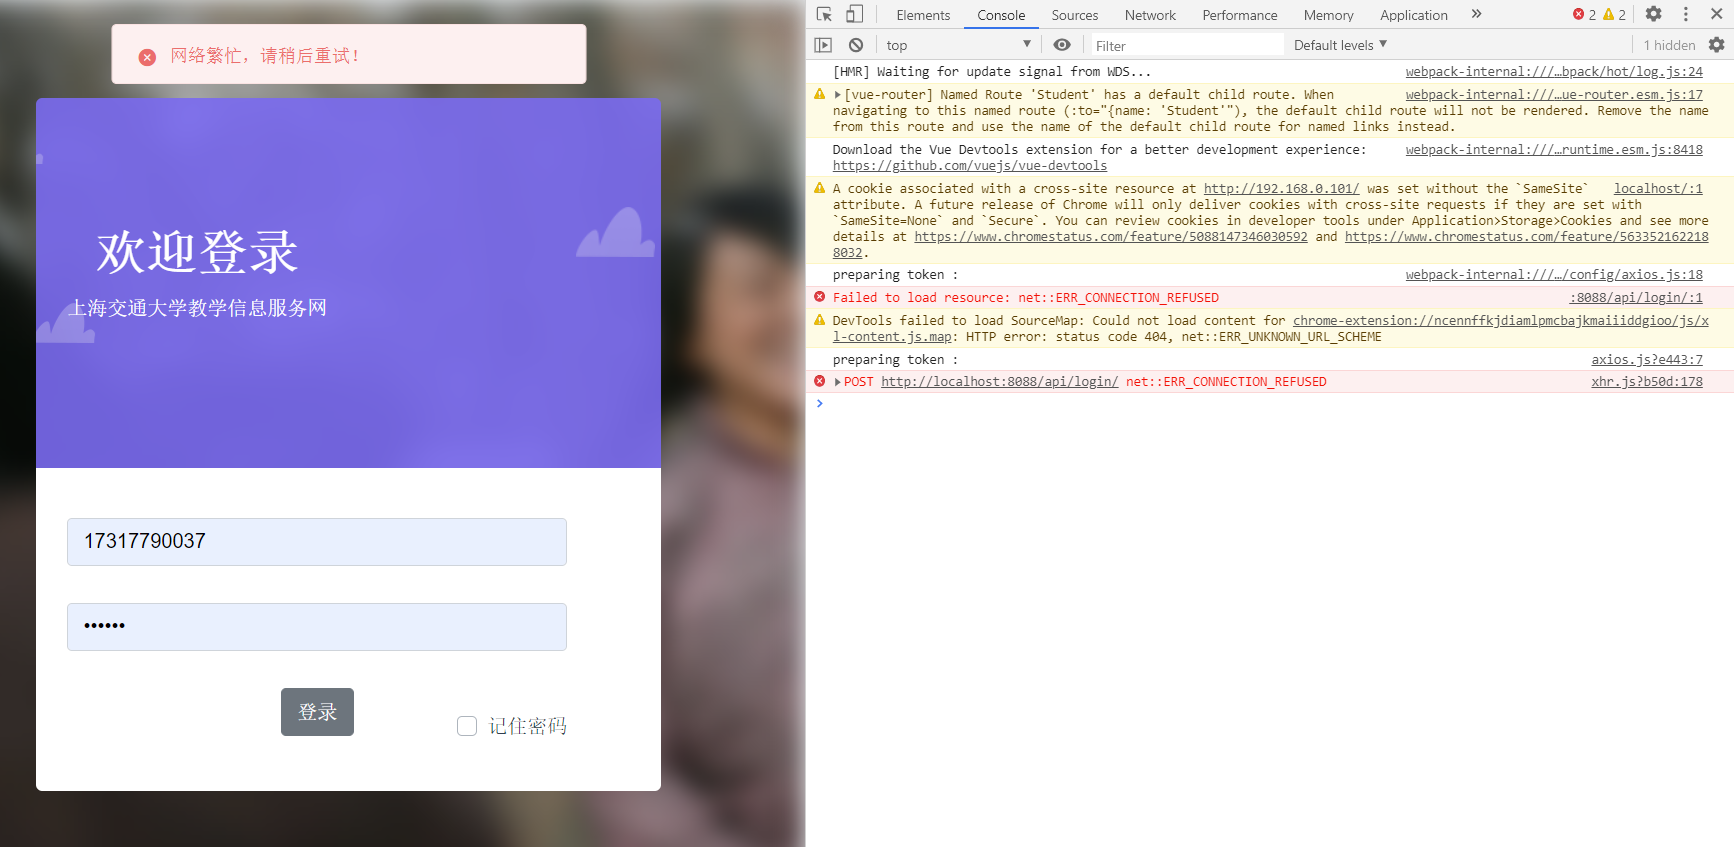 网络繁忙，请稍后重试！
欢迎登录
上海交通大学教学信息服务网
17317790037
••••••
登录
记住密码
Elements Console Sources Network Performance Memory Application » 2 2
top Filter Default levels 1 hidden
[HMR] Waiting for update signal from WDS... webpack-internal:///…bpack/hot/log.js:24
[vue-router] Named Route 'Student' has a default child route. When webpack-internal:///…ue-router.esm.js:17
navigating to this named route (:to="{name: 'Student'"), the default child route will not be rendered. Remove the name
from this route and use the name of the default child route for named links instead.
Download the Vue Devtools extension for a better development experience: webpack-internal:///…runtime.esm.js:8418
https://github.com/vuejs/vue-devtools
A cookie associated with a cross-site resource at http://192.168.0.101/ was set without the `SameSite` localhost/:1
attribute. A future release of Chrome will only deliver cookies with cross-site requests if they are set with
`SameSite=None` and `Secure`. You can review cookies in developer tools under Application>Storage>Cookies and see more
details at https://www.chromestatus.com/feature/5088147346030592 and https://www.chromestatus.com/feature/563352162218
8032.
preparing token : webpack-internal:///…/config/axios.js:18
Failed to load resource: net::ERR_CONNECTION_REFUSED :8088/api/login/:1
DevTools failed to load SourceMap: Could not load content for chrome-extension://ncennffkjdiamlpmcbajkmaiiiddgioo/js/x
l-content.js.map: HTTP error: status code 404, net::ERR_UNKNOWN_URL_SCHEME
preparing token : axios.js?e443:7
POST http://localhost:8088/api/login/ net::ERR_CONNECTION_REFUSED xhr.js?b50d:178